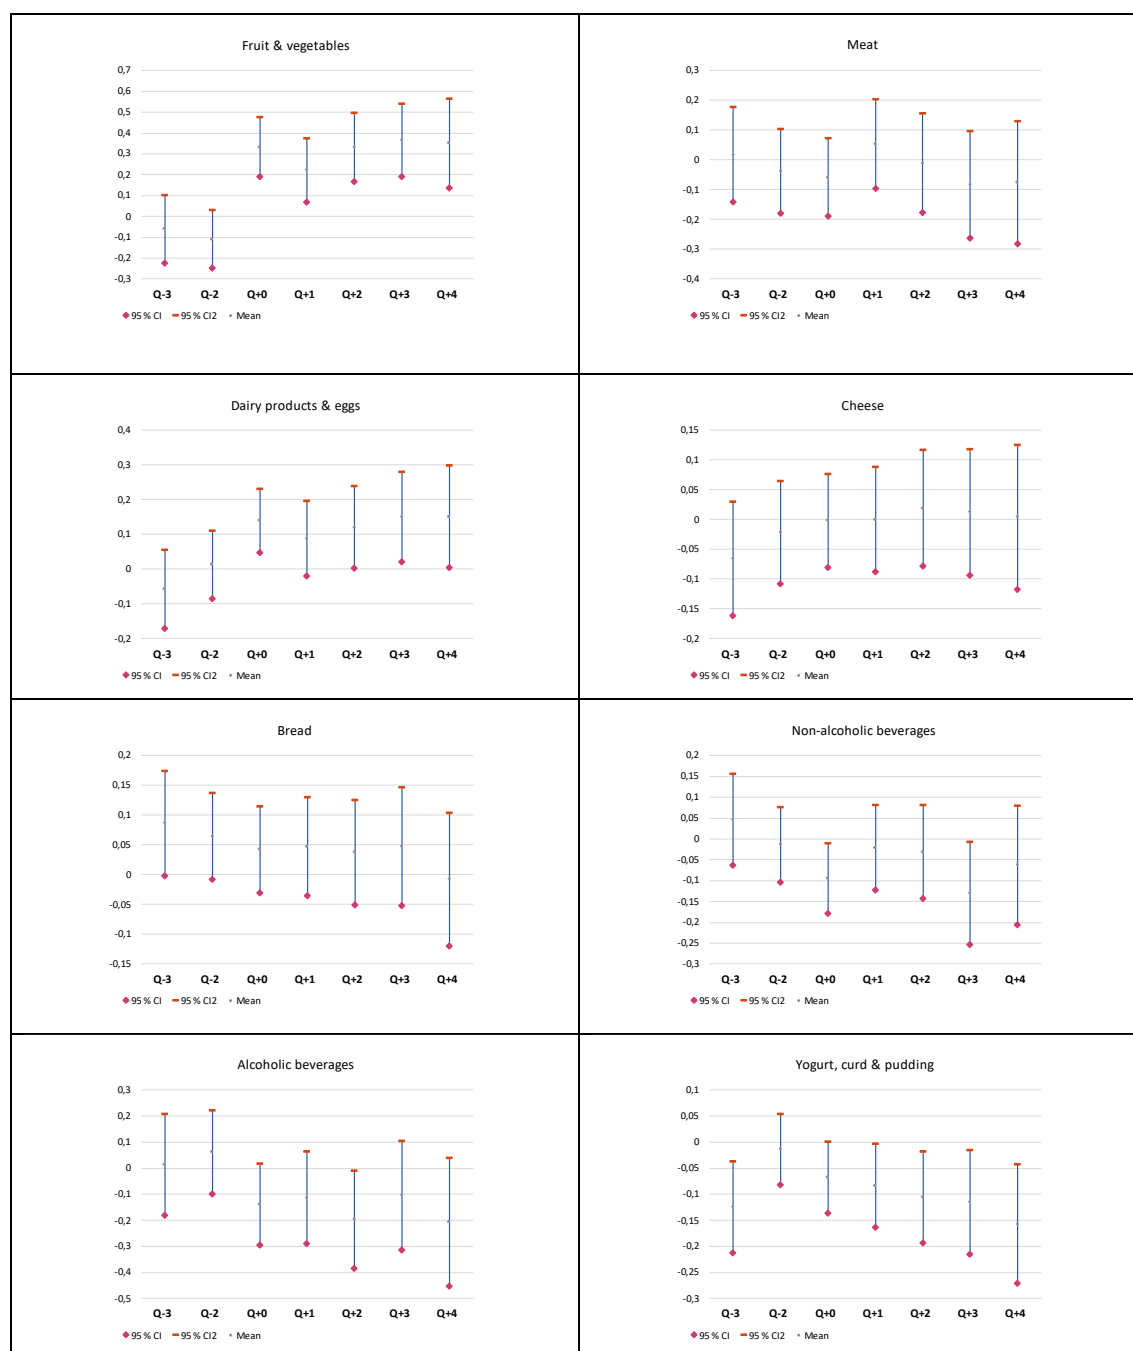 Fruit & vegetables
0,7
0,6
0,5
0,4
0,3
0,2
0,1
0
-0,1
-0,2
-0,3
Q-3 Q-2 Q+0 Q+1 Q+2 Q+3 Q+4
95 % CI 95 % CI2 Mean
Meat
0,3
0,2
0,1
0
-0,1
-0,2
-0,3
-0,4
Q-3 Q-2 Q+0 Q+1 Q+2 Q+3 Q+4
95 % CI 95 % CI2 Mean
Dairy products & eggs
0,4
0,3
0,2
0,1
0
-0,1
-0,2
Q-3 Q-2 Q+0 Q+1 Q+2 Q+3 Q+4
95 % CI 95 % CI2 Mean
Cheese
0,15
0,1
0,05
0
-0,05
-0,1
-0,15
-0,2
Q-3 Q-2 Q+0 Q+1 Q+2 Q+3 Q+4
95 % CI 95 % CI2 Mean
Bread
0,2
0,15
0,1
0,05
0
-0,05
-0,1
-0,15
Q-3 Q-2 Q+0 Q+1 Q+2 Q+3 Q+4
95 % CI 95 % CI2 Mean
Non-alcoholic beverages
0,2
0,15
0,1
0,05
0
-0,05
-0,1
-0,15
-0,2
-0,25
-0,3
Q-3 Q-2 Q+0 Q+1 Q+2 Q+3 Q+4
95 % CI 95 % CI2 Mean
Alcoholic beverages
0,3
0,2
0,1
0
-0,1
-0,2
-0,3
-0,4
-0,5
Q-3 Q-2 Q+0 Q+1 Q+2 Q+3 Q+4
95 % CI 95 % CI2 Mean
Yogurt, curd & pudding
0,1
0,05
0
-0,05
-0,1
-0,15
-0,2
-0,25
-0,3
Q-3 Q-2 Q+0 Q+1 Q+2 Q+3 Q+4
95 % CI 95 % CI2 Mean